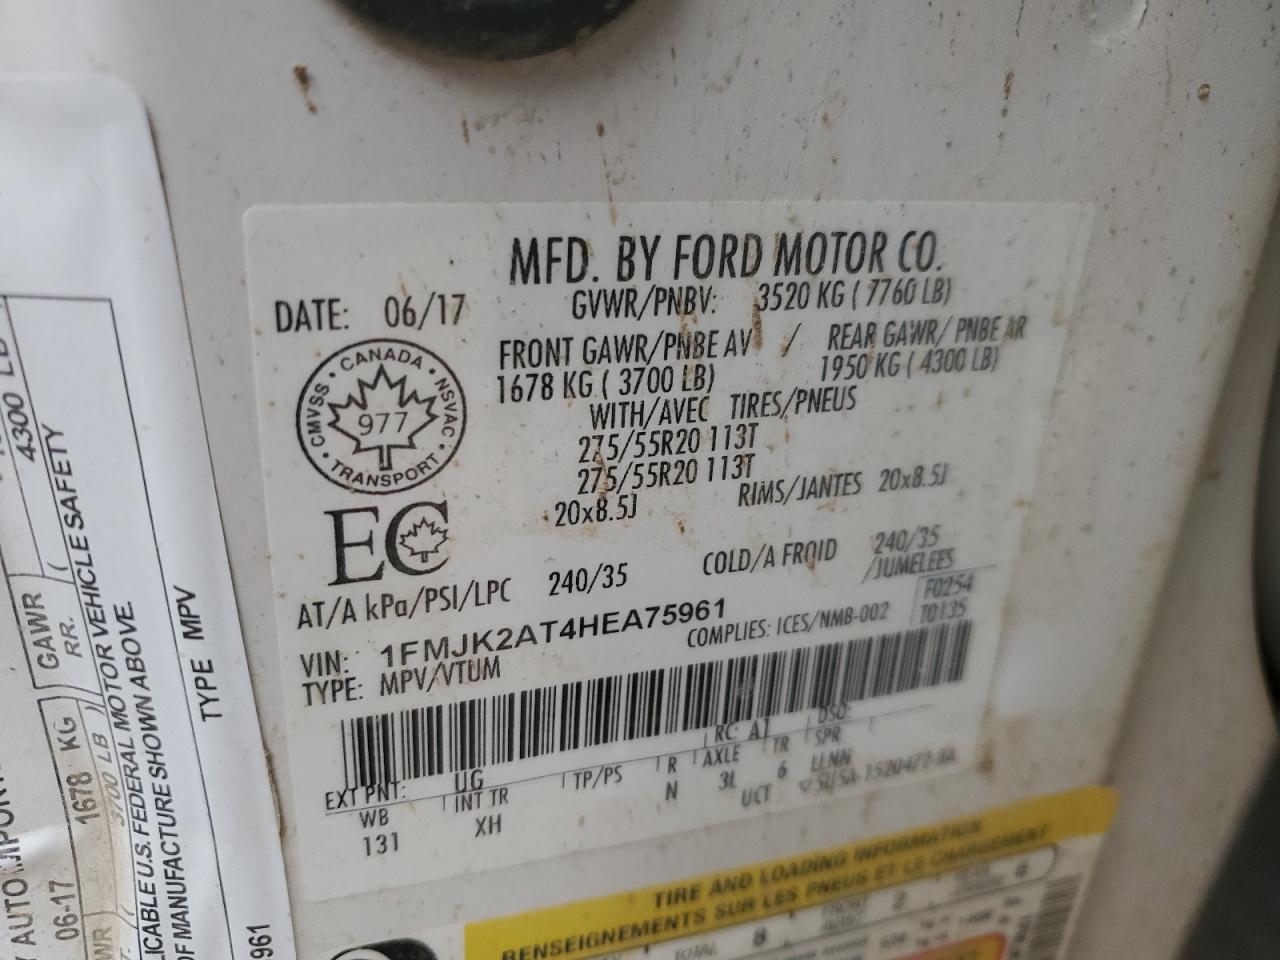 MFD. BY FORD MOTOR CO.
DATE: 06/17
GVWR/PNBV: 3520 KG ( 7760 LB)
FRONT GAWR/PNBE AV / REAR GAWR/ PNBE AR
1678 KG ( 3700 LB) 1950 KG ( 4300 LB)
WITH/AVEC TIRES/PNEUS
275/55R20 113T
275/55R20 113T
20x8.5J RIMS/JANTES 20x8.5J
CANADA · NSVAC · TRANSPORT · CMVSS ·
977
EC
AT/A kPa/PSI/LPC 240/35 COLD/A FROID 240/35
/JUMELEES
VIN: 1FMJK2AT4HEA75961
F0254
T0135
TYPE: MPV/VTUM
COMPLIES: ICES/NMB-002
EXT PNT: UG RC: A1 DSO:
WB INT TR TP/PS R AXLE TR SPR
131 XH N 3L 6 LLNN
UCT
TIRE AND LOADING INFORMATION
RENSEIGNEMENTS SUR LES PNEUS ET LE CHARGEMENT
TOTAL 8
2
6
4300 LB
GAWR
RR.
1678 KG
3700 LB
06-17
VEHICLE SAFETY
LICABLE U.S. FEDERAL MOTOR
OF MANUFACTURE SHOWN ABOVE.
TYPE MPV
961